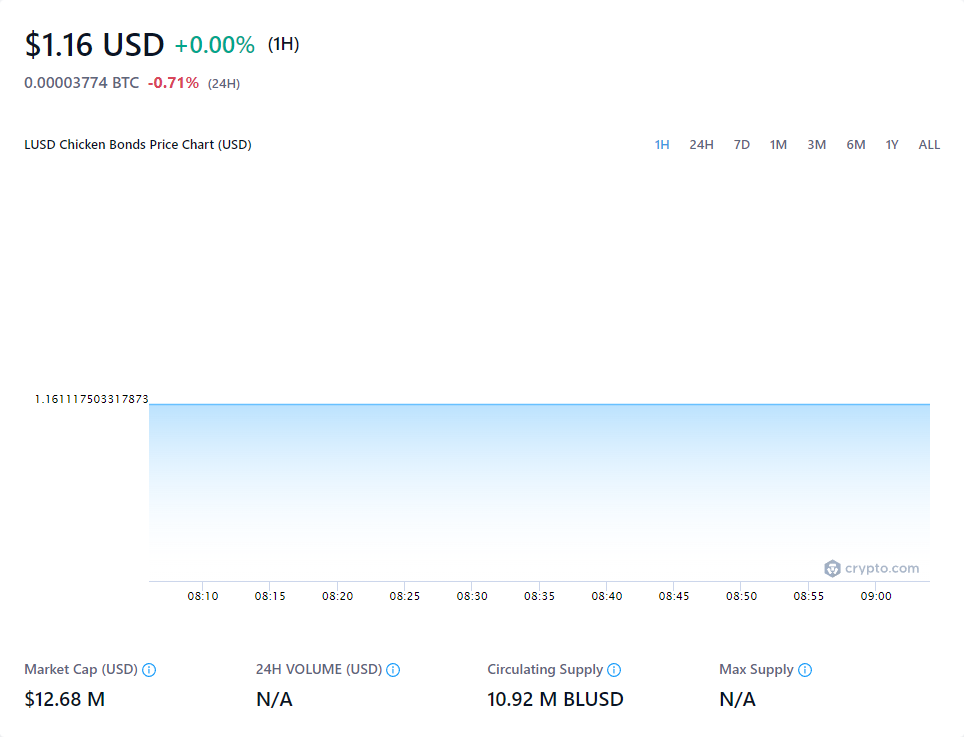 $1.16 USD +0.00% (1H)
0.00003774 BTC -0.71% (24H)
LUSD Chicken Bonds Price Chart (USD) 1H 24H 7D 1M 3M 6M 1Y ALL
1.161117503317873
crypto.com
08:10 08:15 08:20 08:25 08:30 08:35 08:40 08:45 08:50 08:55 09:00
Market Cap (USD) 24H VOLUME (USD) Circulating Supply Max Supply
$12.68 M N/A 10.92 M BLUSD N/A